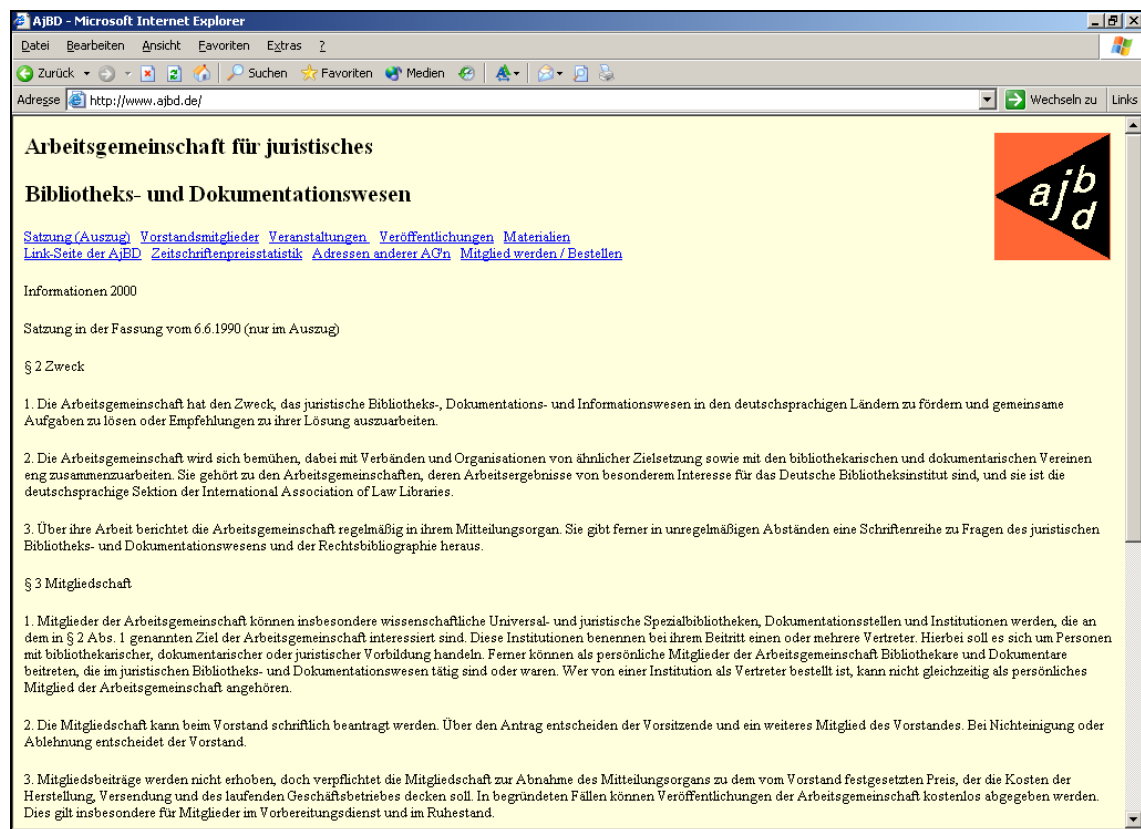 AjBD - Microsoft Internet Explorer
Datei Bearbeiten Ansicht Favoriten Extras ?
Zurück Suchen Favoriten Medien
Adresse http://www.ajbd.de/ Wechseln zu Links
Arbeitsgemeinschaft für juristisches
Bibliotheks- und Dokumentationswesen
ajbd
Satzung (Auszug) Vorstandsmitglieder Veranstaltungen Veröffentlichungen Materialien
Link-Seite der AjBD Zeitschriftenpreisstatistik Adressen anderer AG'n Mitglied werden / Bestellen
Informationen 2000
Satzung in der Fassung vom 6.6.1990 (nur im Auszug)
§ 2 Zweck
1. Die Arbeitsgemeinschaft hat den Zweck, das juristische Bibliotheks-, Dokumentations- und Informationswesen in den deutschsprachigen Ländern zu fördern und gemeinsame
Aufgaben zu lösen oder Empfehlungen zu ihrer Lösung auszuarbeiten.
2. Die Arbeitsgemeinschaft wird sich bemühen, dabei mit Verbänden und Organisationen von ähnlicher Zielsetzung sowie mit den bibliothekarischen und dokumentarischen Vereinen
eng zusammenzuarbeiten. Sie gehört zu den Arbeitsgemeinschaften, deren Arbeitsergebnisse von besonderem Interesse für das Deutsche Bibliotheksinstitut sind, und sie ist die
deutschsprachige Sektion der International Association of Law Libraries.
3. Über ihre Arbeit berichtet die Arbeitsgemeinschaft regelmäßig in ihrem Mitteilungsorgan. Sie gibt ferner in unregelmäßigen Abständen eine Schriftenreihe zu Fragen des juristischen
Bibliotheks- und Dokumentationswesens und der Rechtsbibliographie heraus.
§ 3 Mitgliedschaft
1. Mitglieder der Arbeitsgemeinschaft können insbesondere wissenschaftliche Universal- und juristische Spezialbibliotheken, Dokumentationsstellen und Institutionen werden, die an
dem in § 2 Abs. 1 genannten Ziel der Arbeitsgemeinschaft interessiert sind. Diese Institutionen benennen bei ihrem Beitritt einen oder mehrere Vertreter. Hierbei soll es sich um Personen
mit bibliothekarischer, dokumentarischer oder juristischer Vorbildung handeln. Ferner können als persönliche Mitglieder der Arbeitsgemeinschaft Bibliothekare und Dokumentare
beitreten, die im juristischen Bibliotheks- und Dokumentationswesen tätig sind oder waren. Wer von einer Institution als Vertreter bestellt ist, kann nicht gleichzeitig als persönliches
Mitglied der Arbeitsgemeinschaft angehören.
2. Die Mitgliedschaft kann beim Vorstand schriftlich beantragt werden. Über den Antrag entscheiden der Vorsitzende und ein weiteres Mitglied des Vorstandes. Bei Nichteinigung oder
Ablehnung entscheidet der Vorstand.
3. Mitgliedsbeiträge werden nicht erhoben, doch verpflichtet die Mitgliedschaft zur Abnahme des Mitteilungsorgans zu dem vom Vorstand festgesetzten Preis, der die Kosten der
Herstellung, Versendung und des laufenden Geschäftsbetriebes decken soll. In begründeten Fällen können Veröffentlichungen der Arbeitsgemeinschaft kostenlos abgegeben werden.
Dies gilt insbesondere für Mitglieder im Vorbereitungsdienst und im Ruhestand.